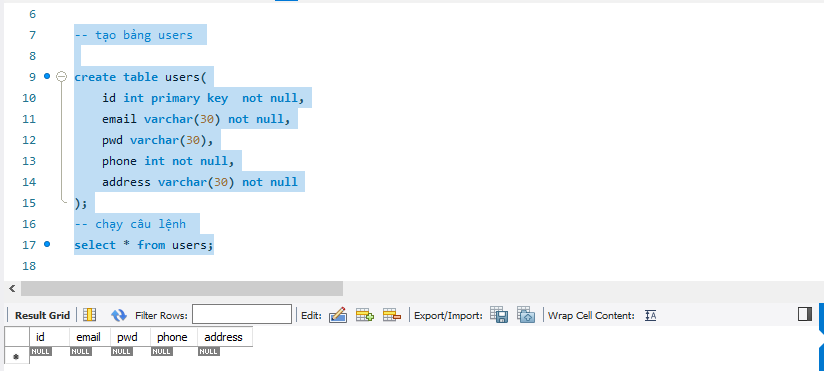 6
7 -- tạo bảng users
8
9 create table users(
10 id int primary key  not null,
11 email varchar(30) not null,
12 pwd varchar(30),
13 phone int not null,
14 address varchar(30) not null
15 );
16 -- chạy câu lệnh
17 select * from users;
18
Result Grid Filter Rows: Edit: Export/Import: Wrap Cell Content: IA
id email pwd phone address
* NULL NULL NULL NULL NULL